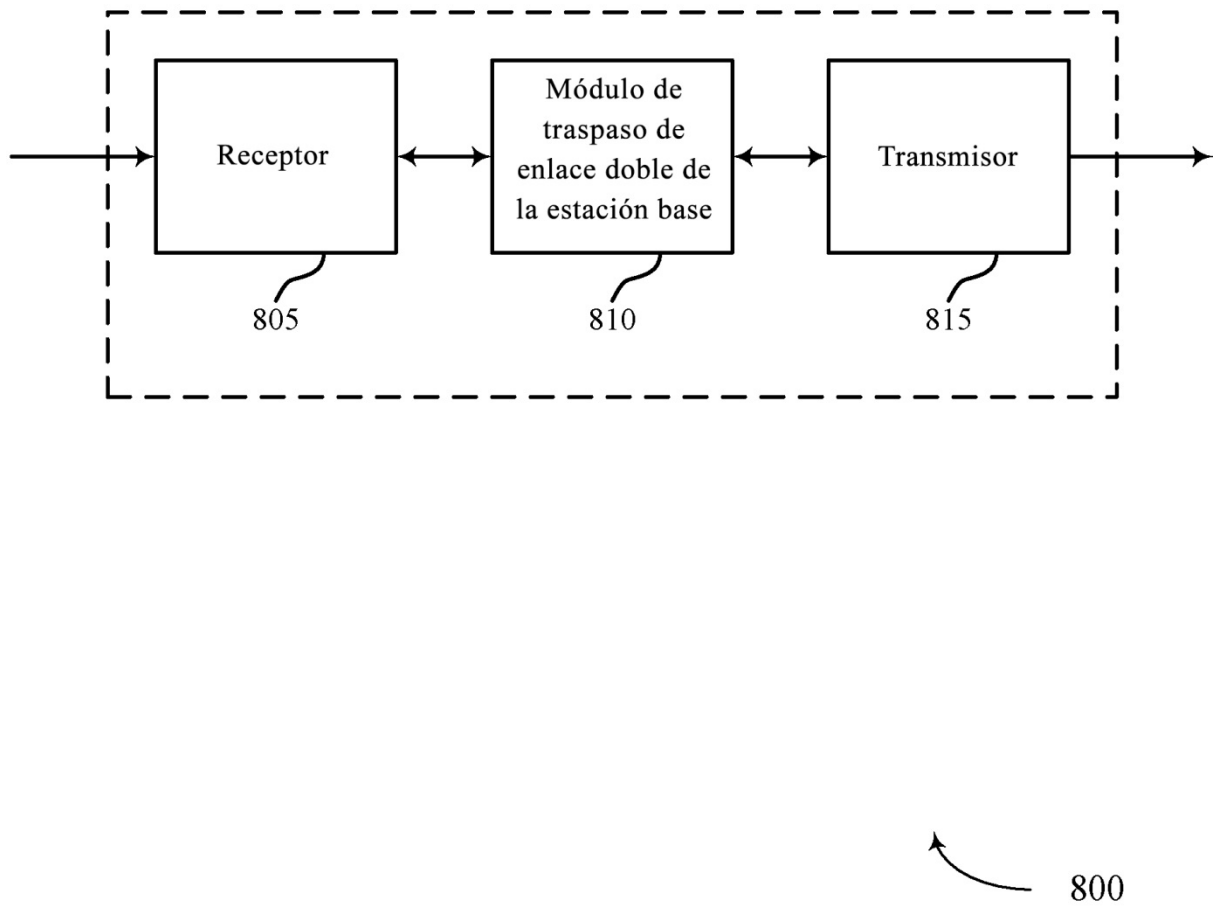 Receptor
Módulo de
traspaso de
enlace doble de
la estación base
Transmisor
805
810
815
800